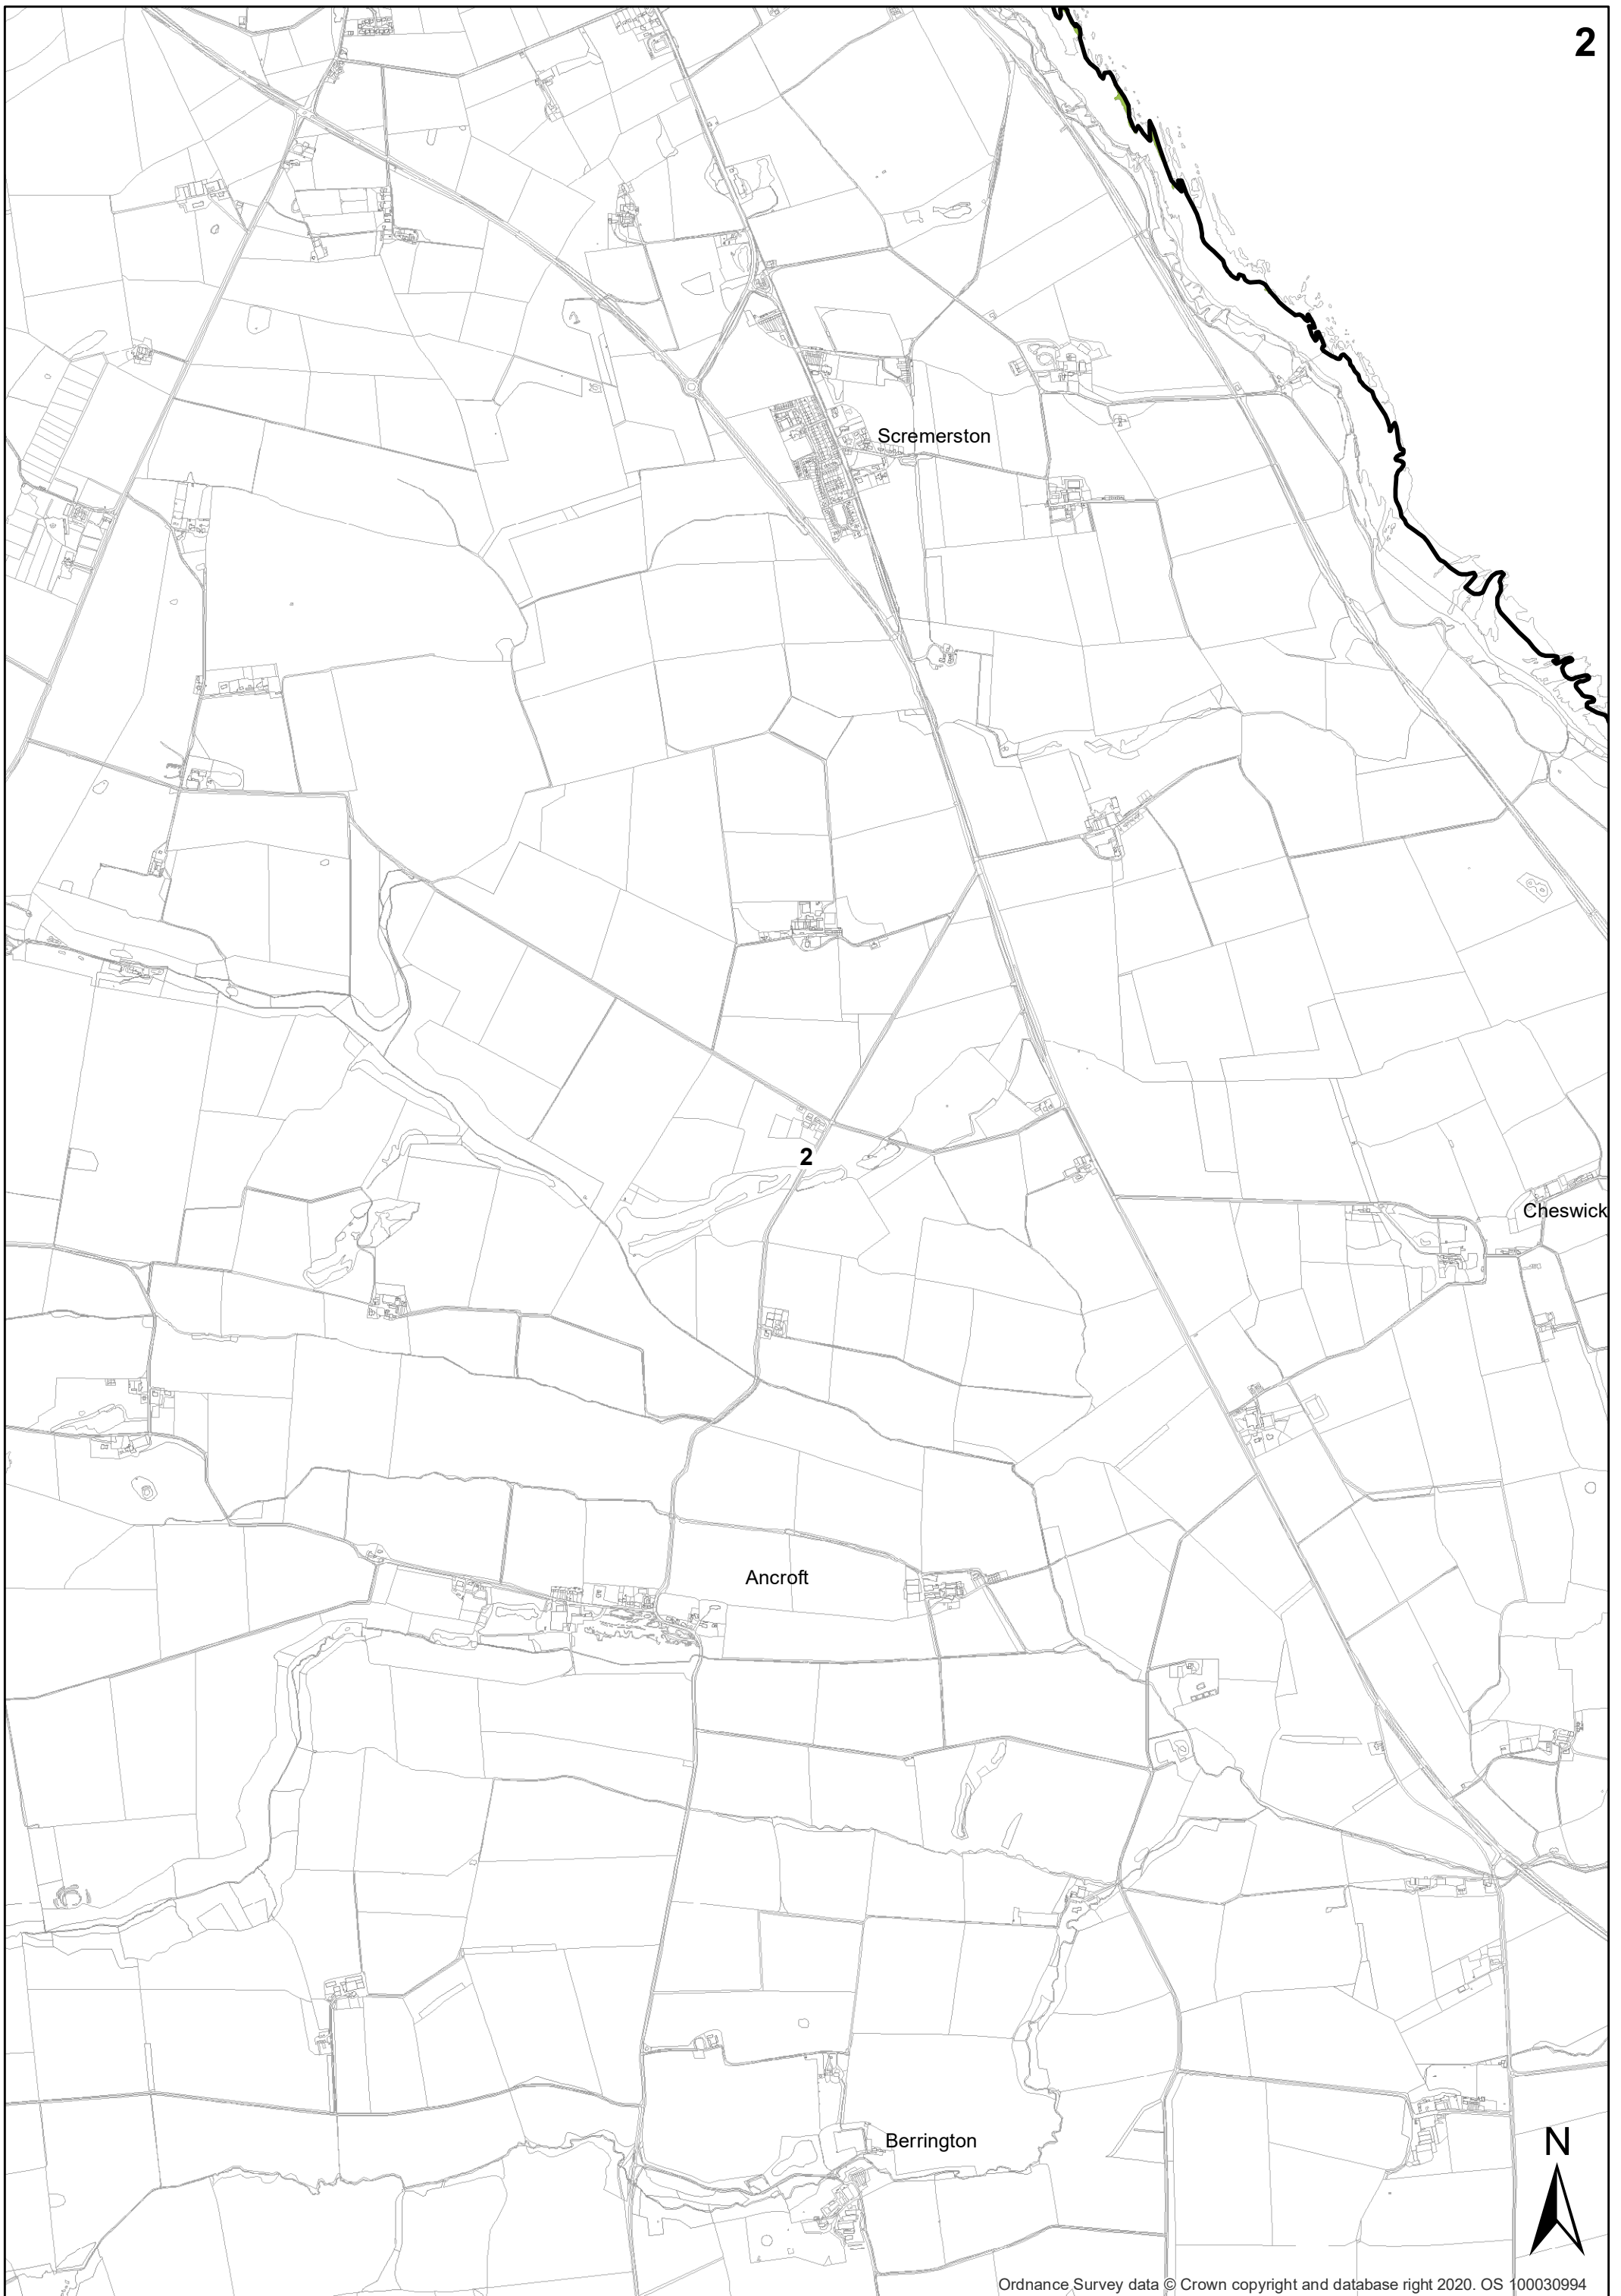 2
Scremerston
2
Cheswick
Ancroft
Berrington
N
Ordnance Survey data © Crown copyright and database right 2020. OS 100030994